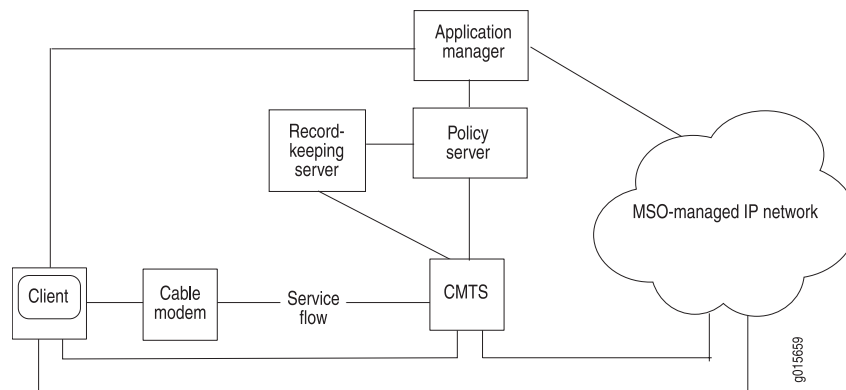 Application
manager
Record-
keeping
server
Policy
server
MSO-managed IP network
Client
Cable
modem
Service
flow
CMTS
g015659